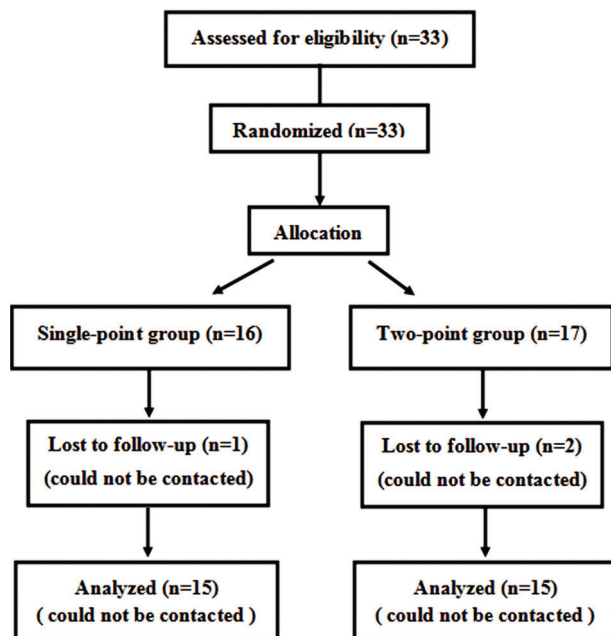 Assessed for eligibility (n=33)
Randomized (n=33)
Allocation
Single-point group (n=16)
Two-point group (n=17)
Lost to follow-up (n=1)
(could not be contacted)
Lost to follow-up (n=2)
(could not be contacted)
Analyzed (n=15)
( could not be contacted )
Analyzed (n=15)
( could not be contacted )